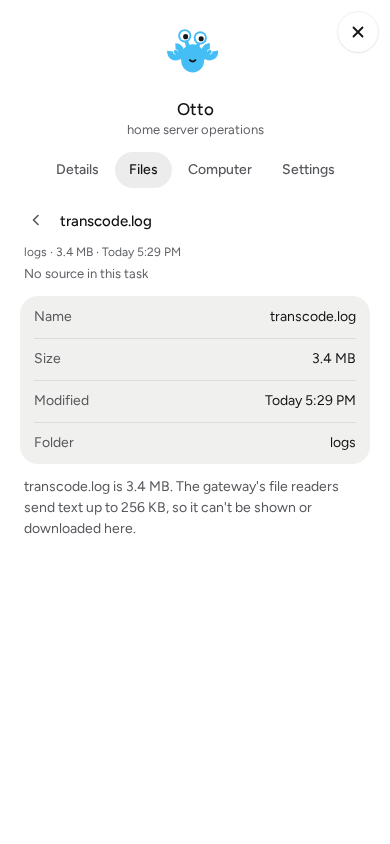 Otto
home server operations
Details
Files
Computer
Settings
transcode.log
logs · 3.4 MB · Today 5:29 PM
No source in this task
Name
transcode.log
Size
3.4 MB
Modified
Today 5:29 PM
Folder
logs
transcode.log is 3.4 MB. The gateway's file readers
send text up to 256 KB, so it can't be shown or
downloaded here.